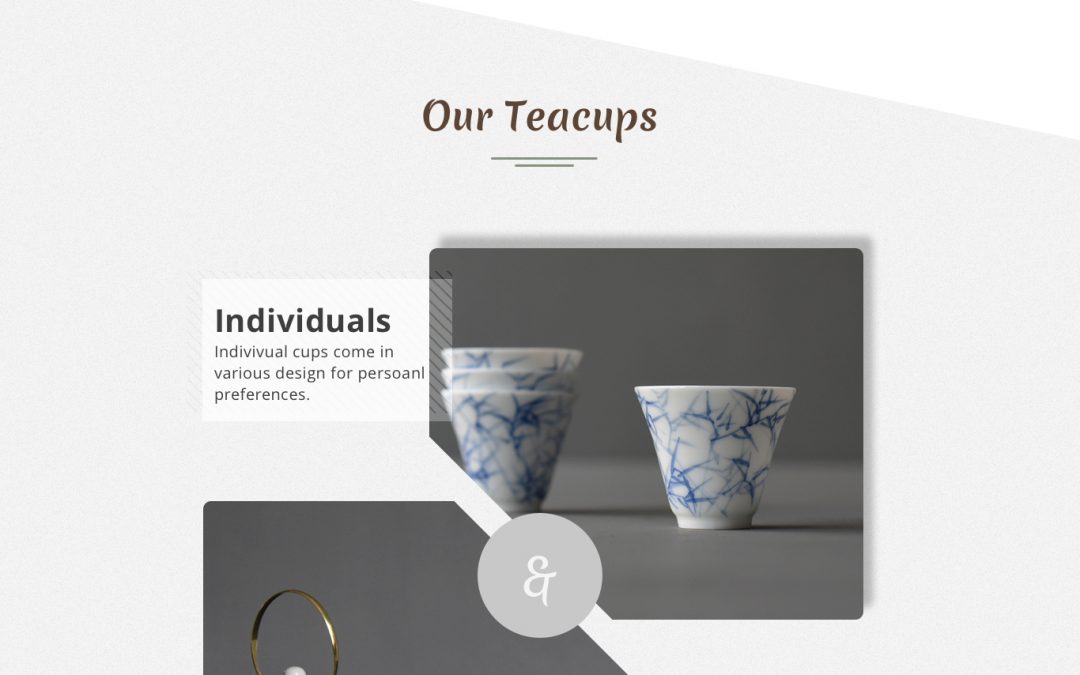 Our Teacups
Individuals
Indivivual cups come in
various design for persoanl
preferences.
&